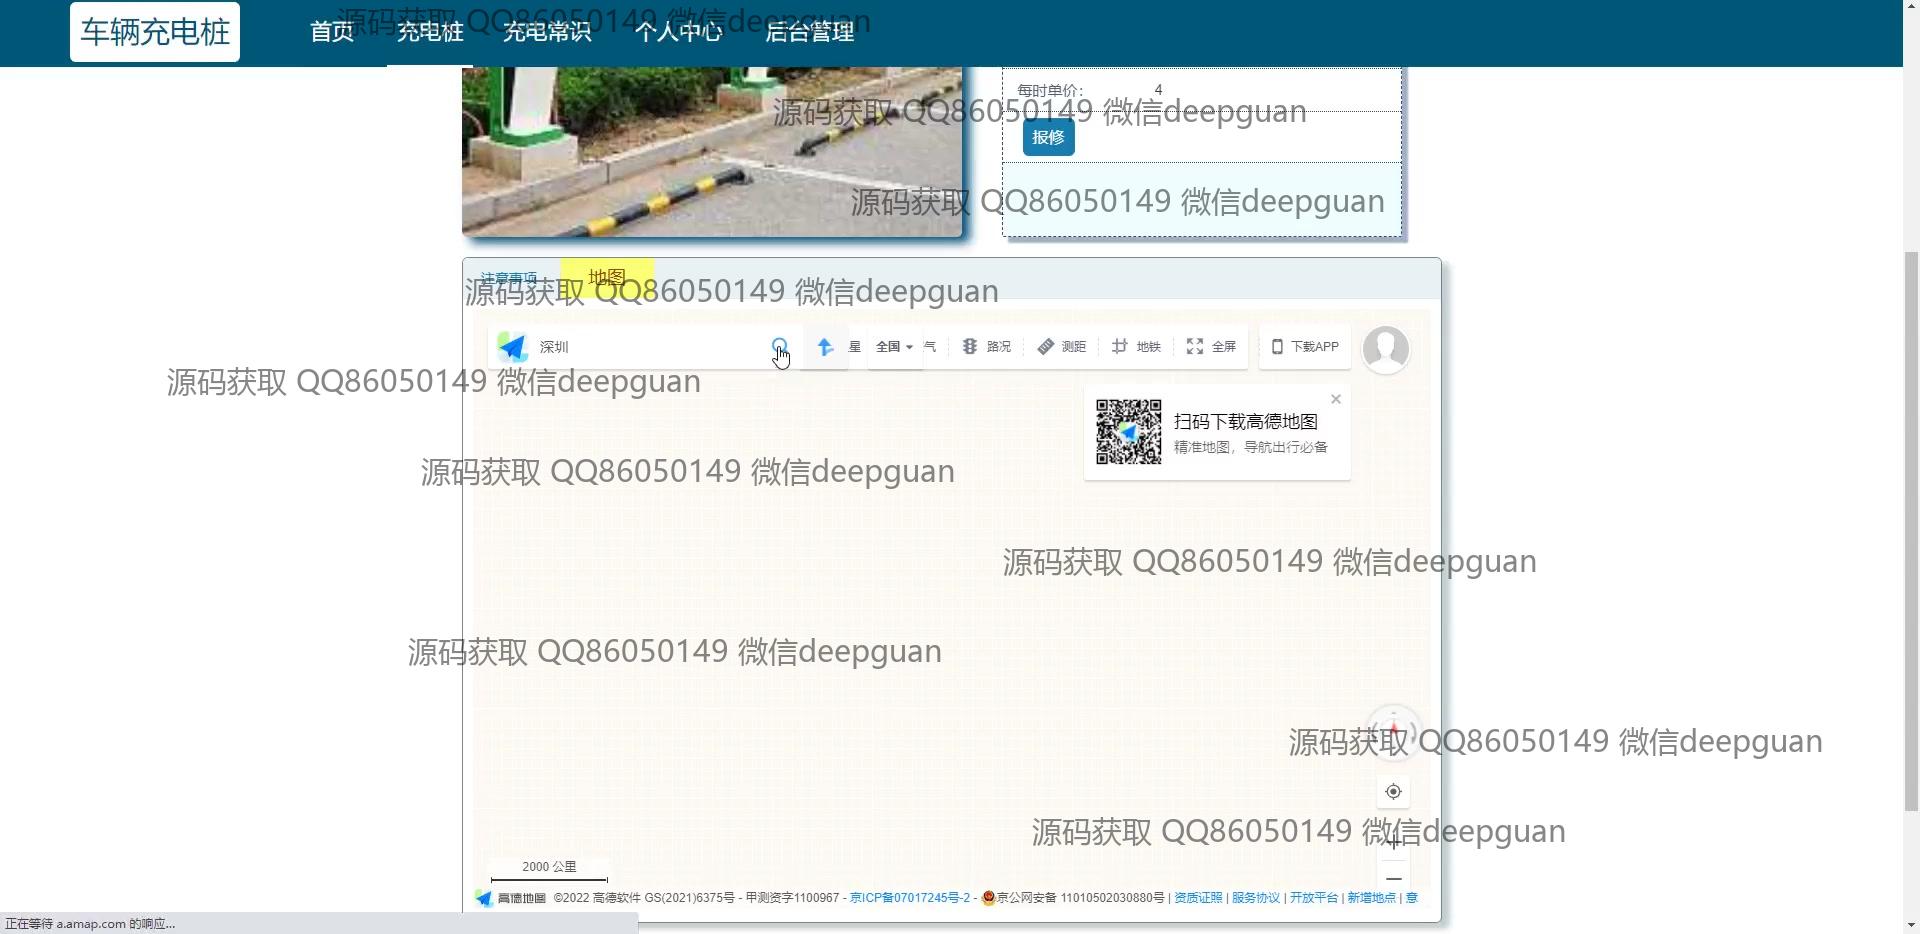 车辆充电桩
首页 充电桩 充电常识 个人中心 后台管理
源码获取 QQ86050149 微信deepguan
每时单价: 4
源码获取 QQ86050149 微信deepguan
报修
源码获取 QQ86050149 微信deepguan
注意事项 地图
源码获取 QQ86050149 微信deepguan
深圳 星 全国 气 路况 测距 地铁 全屏 下载APP
源码获取 QQ86050149 微信deepguan
扫码下载高德地图
精准地图，导航出行必备
源码获取 QQ86050149 微信deepguan
源码获取 QQ86050149 微信deepguan
源码获取 QQ86050149 微信deepguan
源码获取 QQ86050149 微信deepguan
源码获取 QQ86050149 微信deepguan
2000 公里
高德地图 ©2022 高德软件 GS(2021)6375号 - 甲测资字1100967 - 京ICP备07017245号-2 - 京公网安备 11010502030880号 | 资质证照 | 服务协议 | 开放平台 | 新增地点 | 意
正在等待 a.amap.com 的响应...